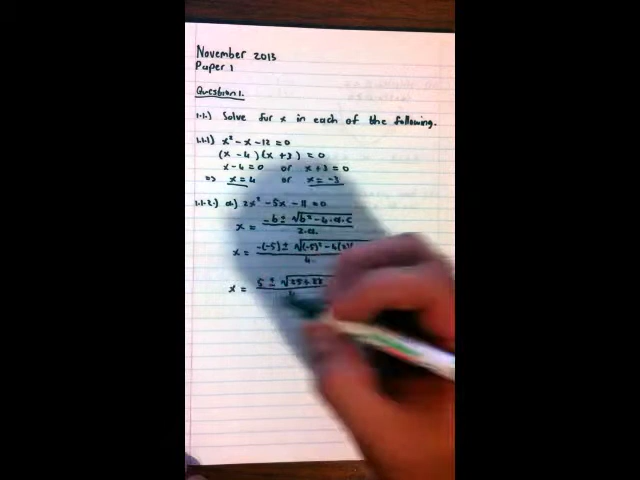 November 2013
Paper 1
Question 1.
1.1.) Solve for x in each of the following.
1.1.1) x² - x - 12 = 0
(x - 4)(x + 3) = 0
x - 4 = 0 or x + 3 = 0
⇒ x = 4 or x = -3
1.1.2.) a) 2x² - 5x - 11 = 0
x = -b ± √b² - 4·a·c / 2·a
x = -(-5) ± √(-5)² - 4(2)( / 4
x = 5 ± √25 + 88